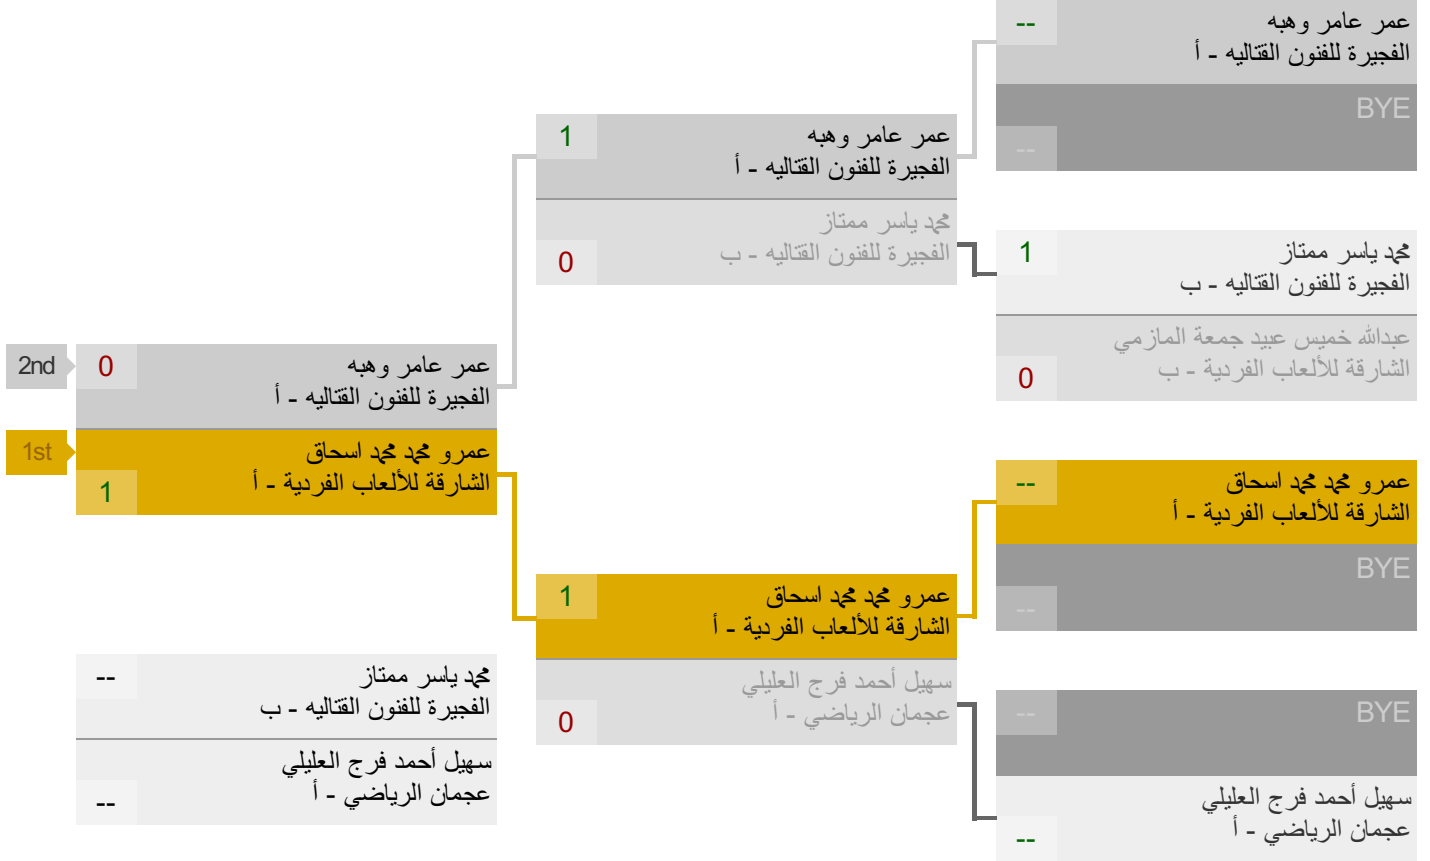 عمر عامر وهبه
--
الفجيرة للفنون القتاليه - أ
BYE
--
محمد ياسر ممتاز
1
الفجيرة للفنون القتاليه - ب
عبدالله خميس عبيد جمعة المازمي
الشارقة للألعاب الفردية - ب
0
عمرو محمد محمد اسحاق
--
الشارقة للألعاب الفردية - أ
BYE
--
BYE
--
سهيل أحمد فرج العليلي
عجمان الرياضي - أ
--
عمر عامر وهبه
1
الفجيرة للفنون القتاليه - أ
محمد ياسر ممتاز
الفجيرة للفنون القتاليه - ب
0
عمرو محمد محمد اسحاق
1
الشارقة للألعاب الفردية - أ
سهيل أحمد فرج العليلي
عجمان الرياضي - أ
0
عمر عامر وهبه
0
2nd
الفجيرة للفنون القتاليه - أ
عمرو محمد محمد اسحاق
1st
الشارقة للألعاب الفردية - أ
1
محمد ياسر ممتاز
--
الفجيرة للفنون القتاليه - ب
سهيل أحمد فرج العليلي
عجمان الرياضي - أ
--